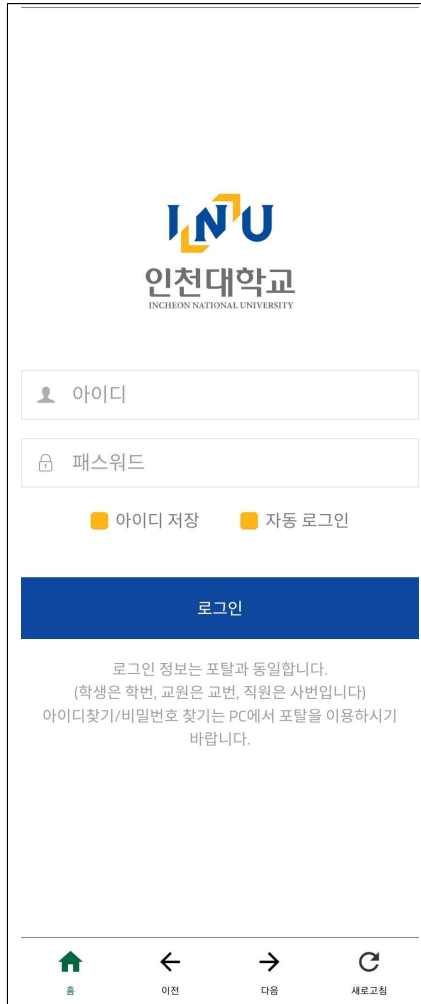 INU
인천대학교
INCHEON NATIONAL UNIVERSITY
아이디
패스워드
아이디 저장 자동 로그인
로그인
로그인 정보는 포탈과 동일합니다.
(학생은 학번, 교원은 교번, 직원은 사번입니다)
아이디찾기/비밀번호 찾기는 PC에서 포탈을 이용하시기
바랍니다.
홈 이전 다음 새로고침